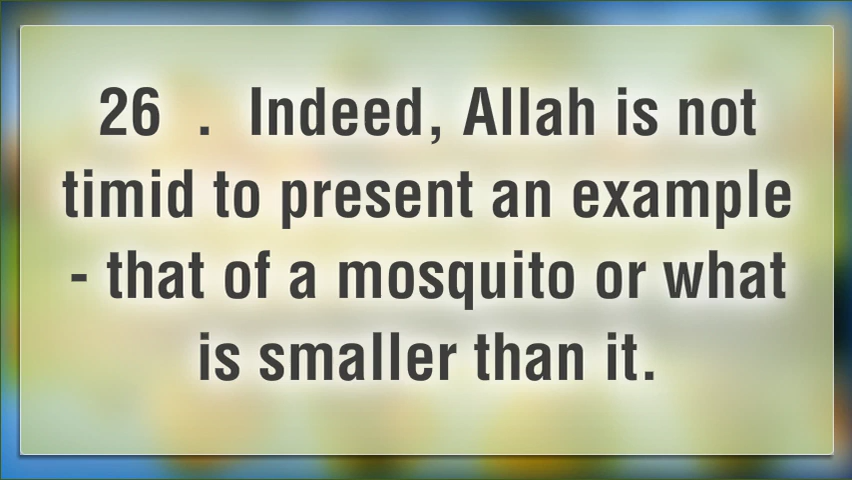 26 . Indeed, Allah is not
timid to present an example
- that of a mosquito or what
is smaller than it.